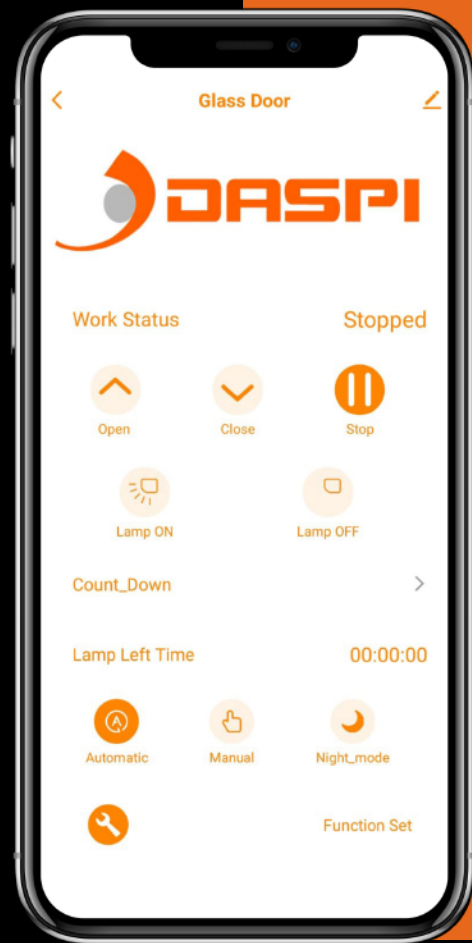 Glass Door
DASPI
Work Status Stopped
Open Close Stop
Lamp ON Lamp OFF
Count_Down
Lamp Left Time 00:00:00
A
Automatic Manual Night_mode
Function Set